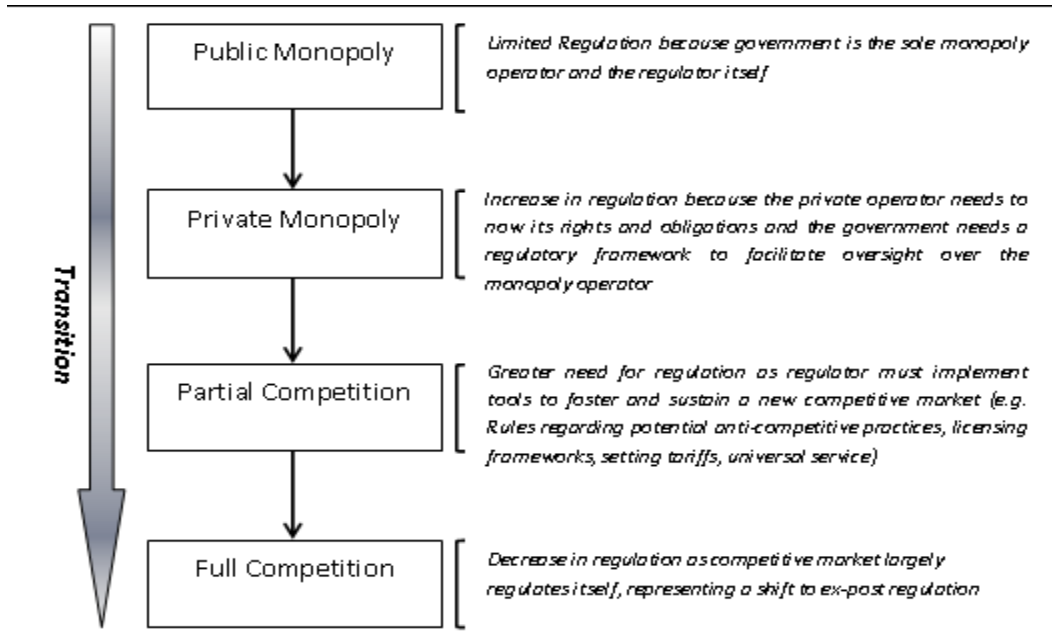 Public Monopoly
Limited Regulation because government is the sole monopoly
operator and the regulator itself
Private Monopoly
Increase in regulation because the private operator needs to
now its rights and obligations and the government needs a
regulatory framework to facilitate oversight over the
monopoly operator
Transition
Partial Competition
Greater need for regulation as regulator must implement
tools to foster and sustain a new competitive market (e.g.
Rules regarding potential anti-competitive practices, licensing
frameworks, setting tariffs, universal service)
Full Competition
Decrease in regulation as competitive market largely
regulates itself, representing a shift to ex-post regulation